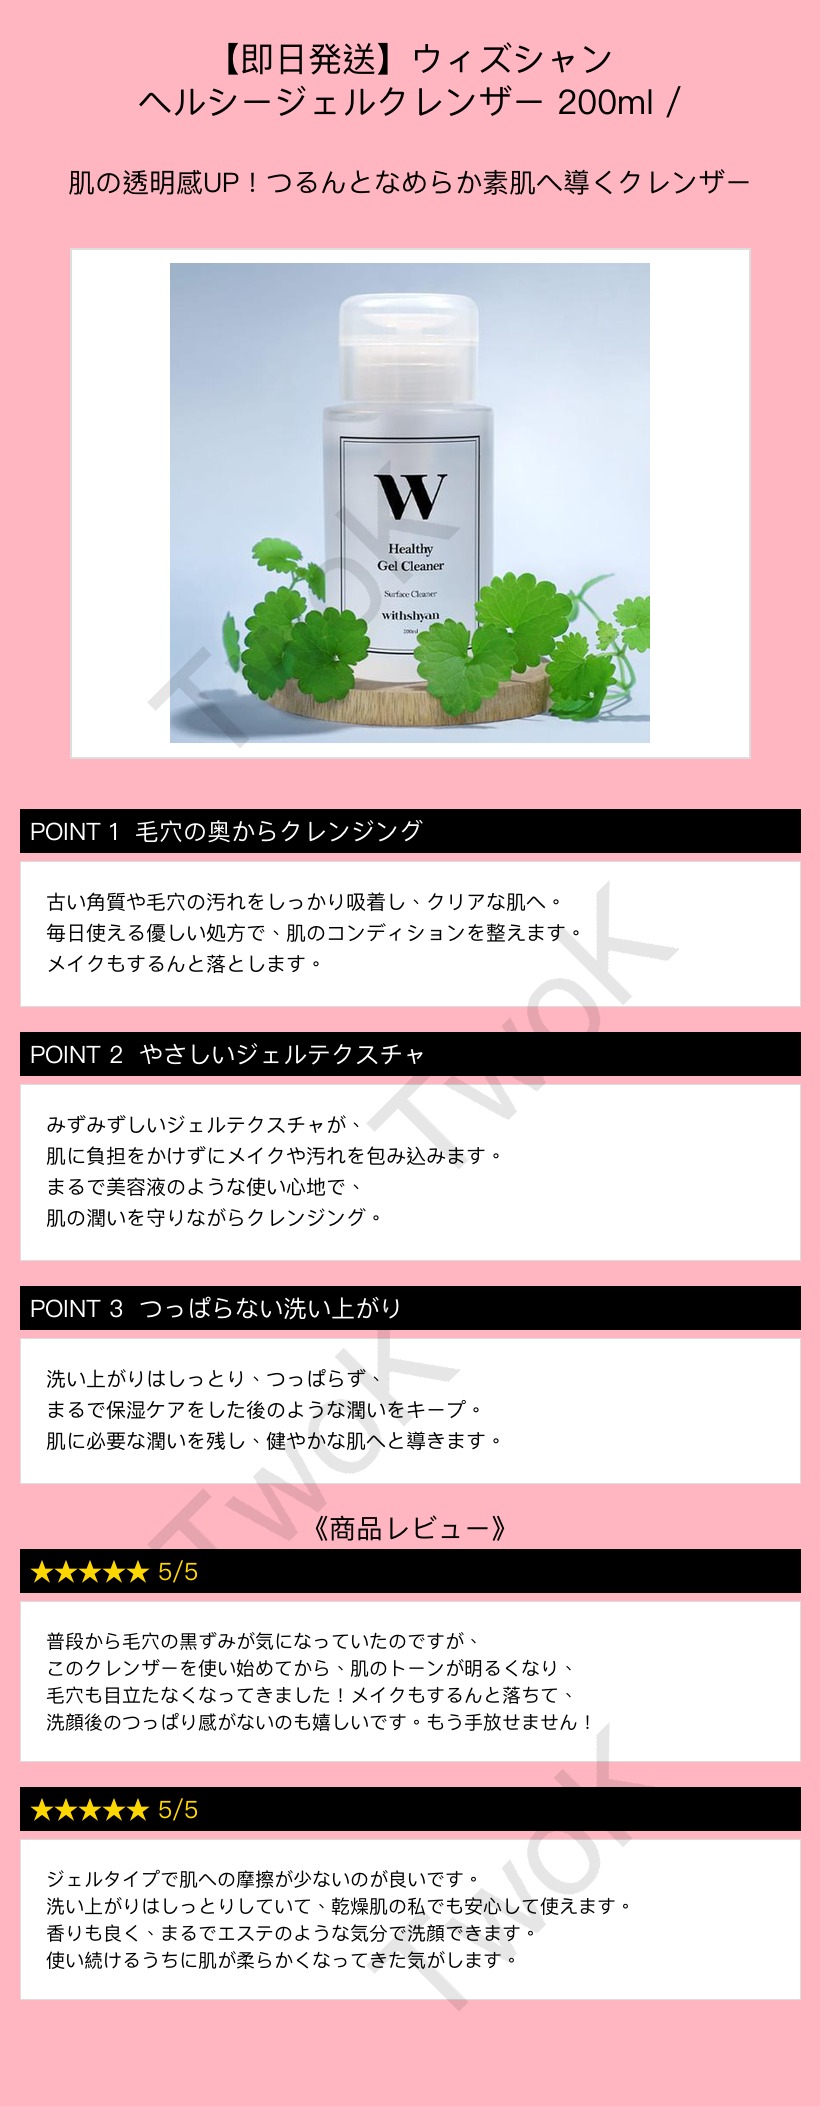 【即日発送】ウィズシャン
ヘルシージェルクレンザー 200ml /
肌の透明感UP！つるんとなめらか素肌へ導くクレンザー
W
Healthy
Gel Cleaner
Surface Cleaner
withshyan
200ml
TwoK
POINT 1 毛穴の奥からクレンジング
古い角質や毛穴の汚れをしっかり吸着し、クリアな肌へ。
毎日使える優しい処方で、肌のコンディションを整えます。
メイクもするんと落とします。
TwoK
POINT 2 やさしいジェルテクスチャ
みずみずしいジェルテクスチャが、
肌に負担をかけずにメイクや汚れを包み込みます。
まるで美容液のような使い心地で、
肌の潤いを守りながらクレンジング。
POINT 3 つっぱらない洗い上がり
洗い上がりはしっとり、つっぱらず、
まるで保湿ケアをした後のような潤いをキープ。
肌に必要な潤いを残し、健やかな肌へと導きます。
TwoK
《商品レビュー》
★★★★★ 5/5
普段から毛穴の黒ずみが気になっていたのですが、
このクレンザーを使い始めてから、肌のトーンが明るくなり、
毛穴も目立たなくなってきました！メイクもするんと落ちて、
洗顔後のつっぱり感がないのも嬉しいです。もう手放せません！
★★★★★ 5/5
ジェルタイプで肌への摩擦が少ないのが良いです。
洗い上がりはしっとりしていて、乾燥肌の私でも安心して使えます。
香りも良く、まるでエステのような気分で洗顔できます。
使い続けるうちに肌が柔らかくなってきた気がします。
TwoK